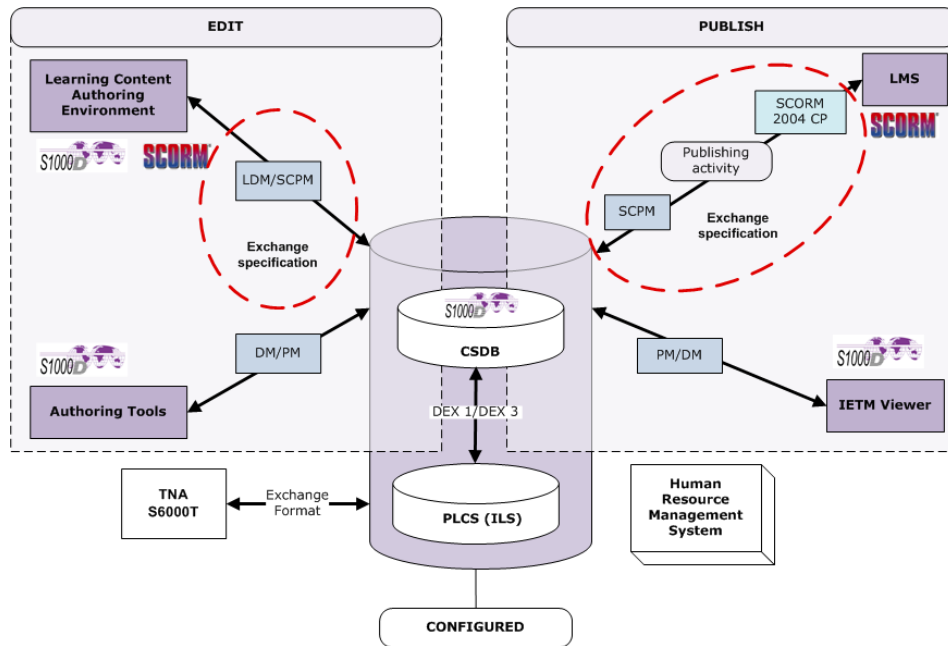 EDIT
PUBLISH
Learning Content
Authoring
Environment
S1000D
SCORM
LDM/SCPM
Exchange
specification
LMS
SCORM
SCORM
2004 CP
Publishing
activity
SCPM
Exchange
specification
S1000D
CSDB
S1000D
DM/PM
Authoring Tools
PM/DM
S1000D
IETM Viewer
DEX 1/DEX 3
TNA
S6000T
Exchange
Format
PLCS (ILS)
Human
Resource
Management
System
CONFIGURED